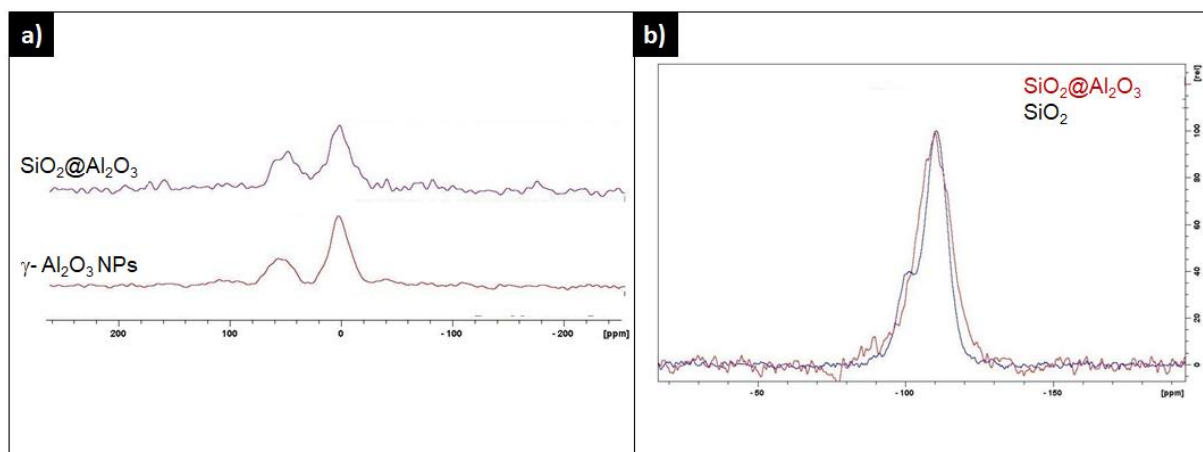 a)
SiO₂@Al₂O₃
γ- Al₂O₃ NPs
200 100 0 -100 -200 [ppm]
b)
SiO₂@Al₂O₃
SiO₂
[rel]
100
80
60
40
20
0
-50 -100 -150 [ppm]